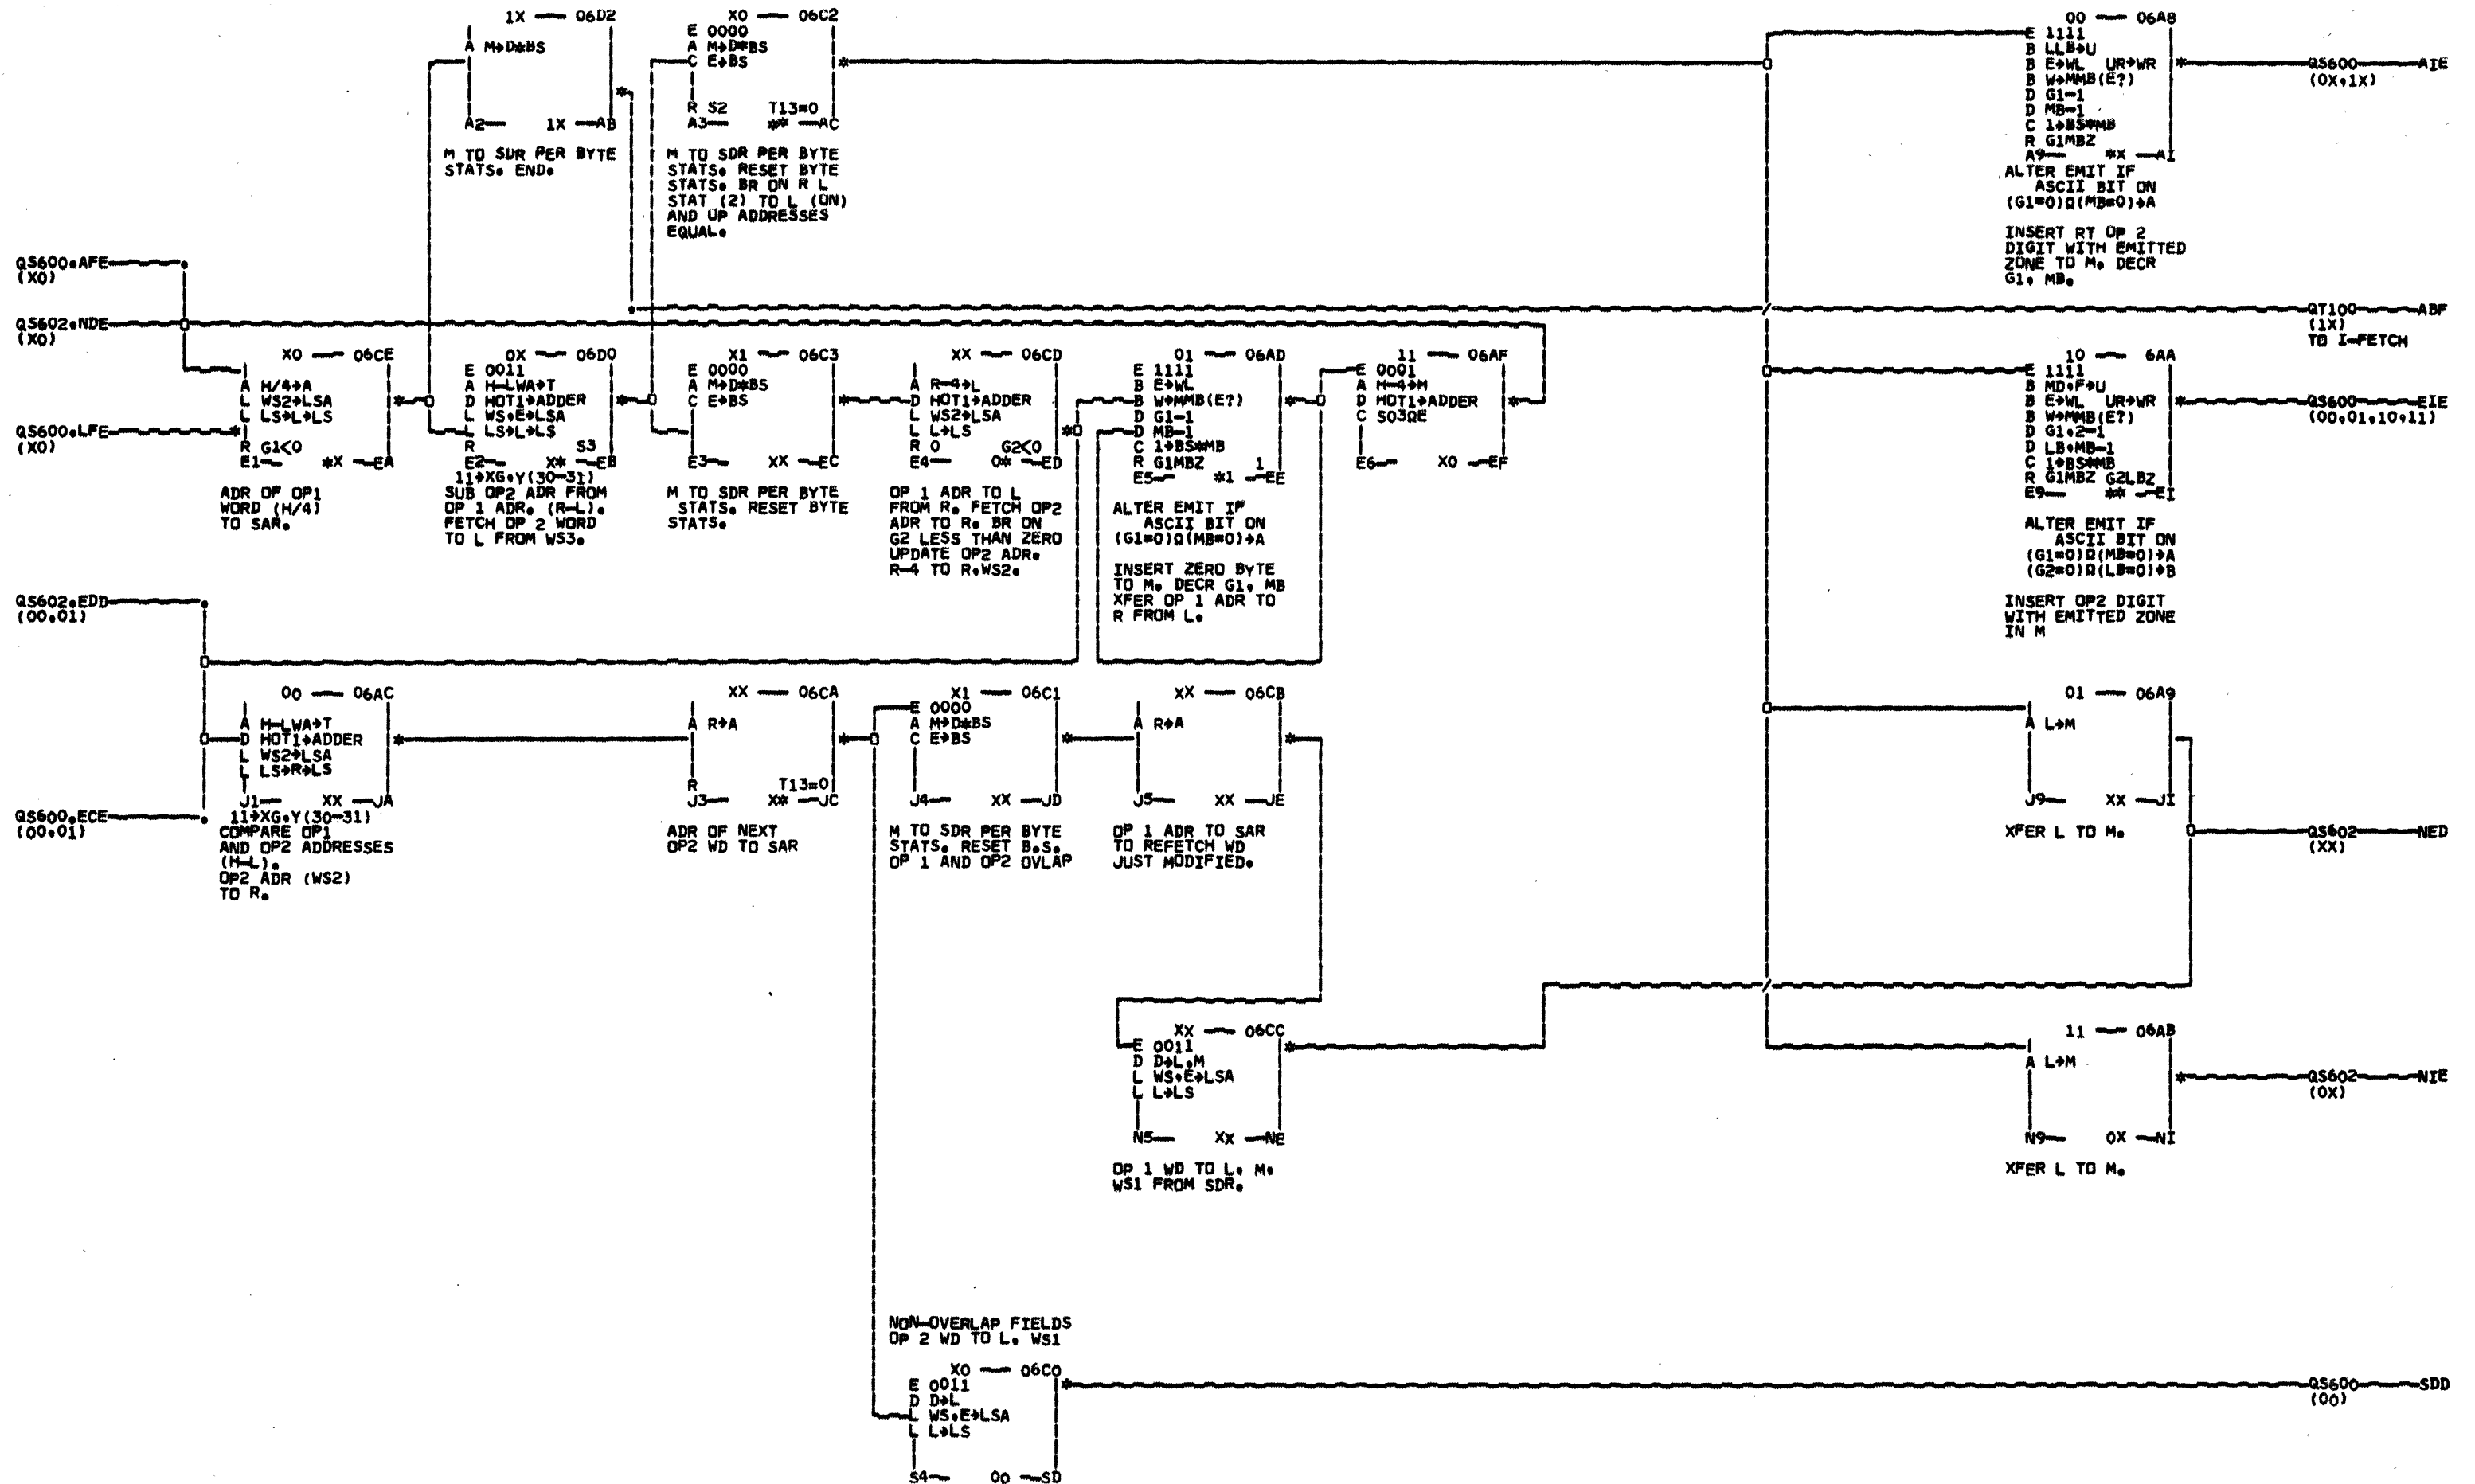 1X — 06D2
A M→D*BS
*
A2— 1X —AB
M TO SDR PER BYTE
STATS. END.
X0 — 06C2
E 0000
A M→D*BS
C E→BS
*
R S2 T13=0
A3— ** —AC
M TO SDR PER BYTE
STATS. RESET BYTE
STATS. BR ON R L
STAT (2) TO L (ON)
AND OP ADDRESSES
EQUAL.
00 — 06A8
E 1111
B LLB→U
B E→WL UR→WR
B W→MMB(E?)
D G1-1
D MB-1
C 1→BS*MB
R G1MBZ
A9— *X —AI
ALTER EMIT IF
ASCII BIT ON
(G1=0)Ω(MB=0)→A
INSERT RT OP 2
DIGIT WITH EMITTED
ZONE TO M. DECR
G1, MB.
*
QS600 AIE
(0X,1X)
QS600.AFE
(X0)
QS602.NDE
(X0)
QS600.LFE
(X0)
QT100 ABF
(1X)
TO I-FETCH
X0 — 06CE
A H/4→A
L WS2→LSA
L LS→L→LS
*
R G1<0
E1— *X —EA
ADR OF OP1
WORD (H/4)
TO SAR.
0X — 06D0
E 0011
A H-LWA→T
D HOT1→ADDER
L WS,E→LSA
L LS→L→LS
R S3
E2— X* —EB
11→XG,Y(30-31)
SUB OP2 ADR FROM
OP 1 ADR. (R-L).
FETCH OP 2 WORD
TO L FROM WS3.
X1 — 06C3
E 0000
A M→D*BS
C E→BS
E3— XX —EC
M TO SDR PER BYTE
STATS. RESET BYTE
STATS.
XX — 06CD
A R-4→L
D HOT1→ADDER
L WS2→LSA
L L→LS
R 0 G2<0
E4— 0* —ED
OP 1 ADR TO L
FROM R. FETCH OP2
ADR TO R. BR ON
G2 LESS THAN ZERO
UPDATE OP2 ADR.
R-4 TO R,WS2.
01 — 06AD
E 1111
B E→WL
B W→MMB(E?)
D G1-1
D MB-1
C 1→BS*MB
R G1MBZ 1
E5— *1 —EE
ALTER EMIT IF
ASCII BIT ON
(G1=0)Ω(MB=0)→A
INSERT ZERO BYTE
TO M. DECR G1, MB
XFER OP 1 ADR TO
R FROM L.
11 — 06AF
E 0001
A H-4→H
D HOT1→ADDER
C S03ΩE
E6— X0 —EF
10 — 6AA
E 1111
B MD,F→U
B E→WL UR→WR
B W→MMB(E?)
D G1,2-1
D LB,MB-1
C 1→BS*MB
R G1MBZ G2LBZ
E9— ** —EI
ALTER EMIT IF
ASCII BIT ON
(G1=0)Ω(MB=0)→A
(G2=0)Ω(LB=0)→B
INSERT OP2 DIGIT
WITH EMITTED ZONE
IN M
QS600 EIE
(00,01,10,11)
QS602.EDD
(00,01)
QS600.ECE
(00,01)
00 — 06AC
A H-LWA→T
D HOT1→ADDER
L WS2→LSA
L LS→R→LS
J1— XX —JA
11→XG,Y(30-31)
COMPARE OP1
AND OP2 ADDRESSES
(H-L).
OP2 ADR (WS2)
TO R.
XX — 06CA
A R→A
R T13=0
J3— X* —JC
ADR OF NEXT
OP2 WD TO SAR
X1 — 06C1
E 0000
A M→D*BS
C E→BS
J4— XX —JD
M TO SDR PER BYTE
STATS. RESET B.S.
OP 1 AND OP2 OVLAP
XX — 06CB
A R→A
J5— XX —JE
OP 1 ADR TO SAR
TO REFETCH WD
JUST MODIFIED.
01 — 06A9
A L→M
J9— XX —JI
XFER L TO M.
QS602 NED
(XX)
XX — 06CC
E 0011
D D→L,M
L WS,E→LSA
L L→LS
N5— XX —NE
OP 1 WD TO L, M,
WS1 FROM SDR.
11 — 06AB
A L→M
N9— 0X —NI
XFER L TO M.
QS602 NIE
(0X)
NON-OVERLAP FIELDS
OP 2 WD TO L, WS1
X0 — 06C0
E 0011
D D→L
L WS,E→LSA
L L→LS
S4— 00 —SD
QS600 SDD
(00)